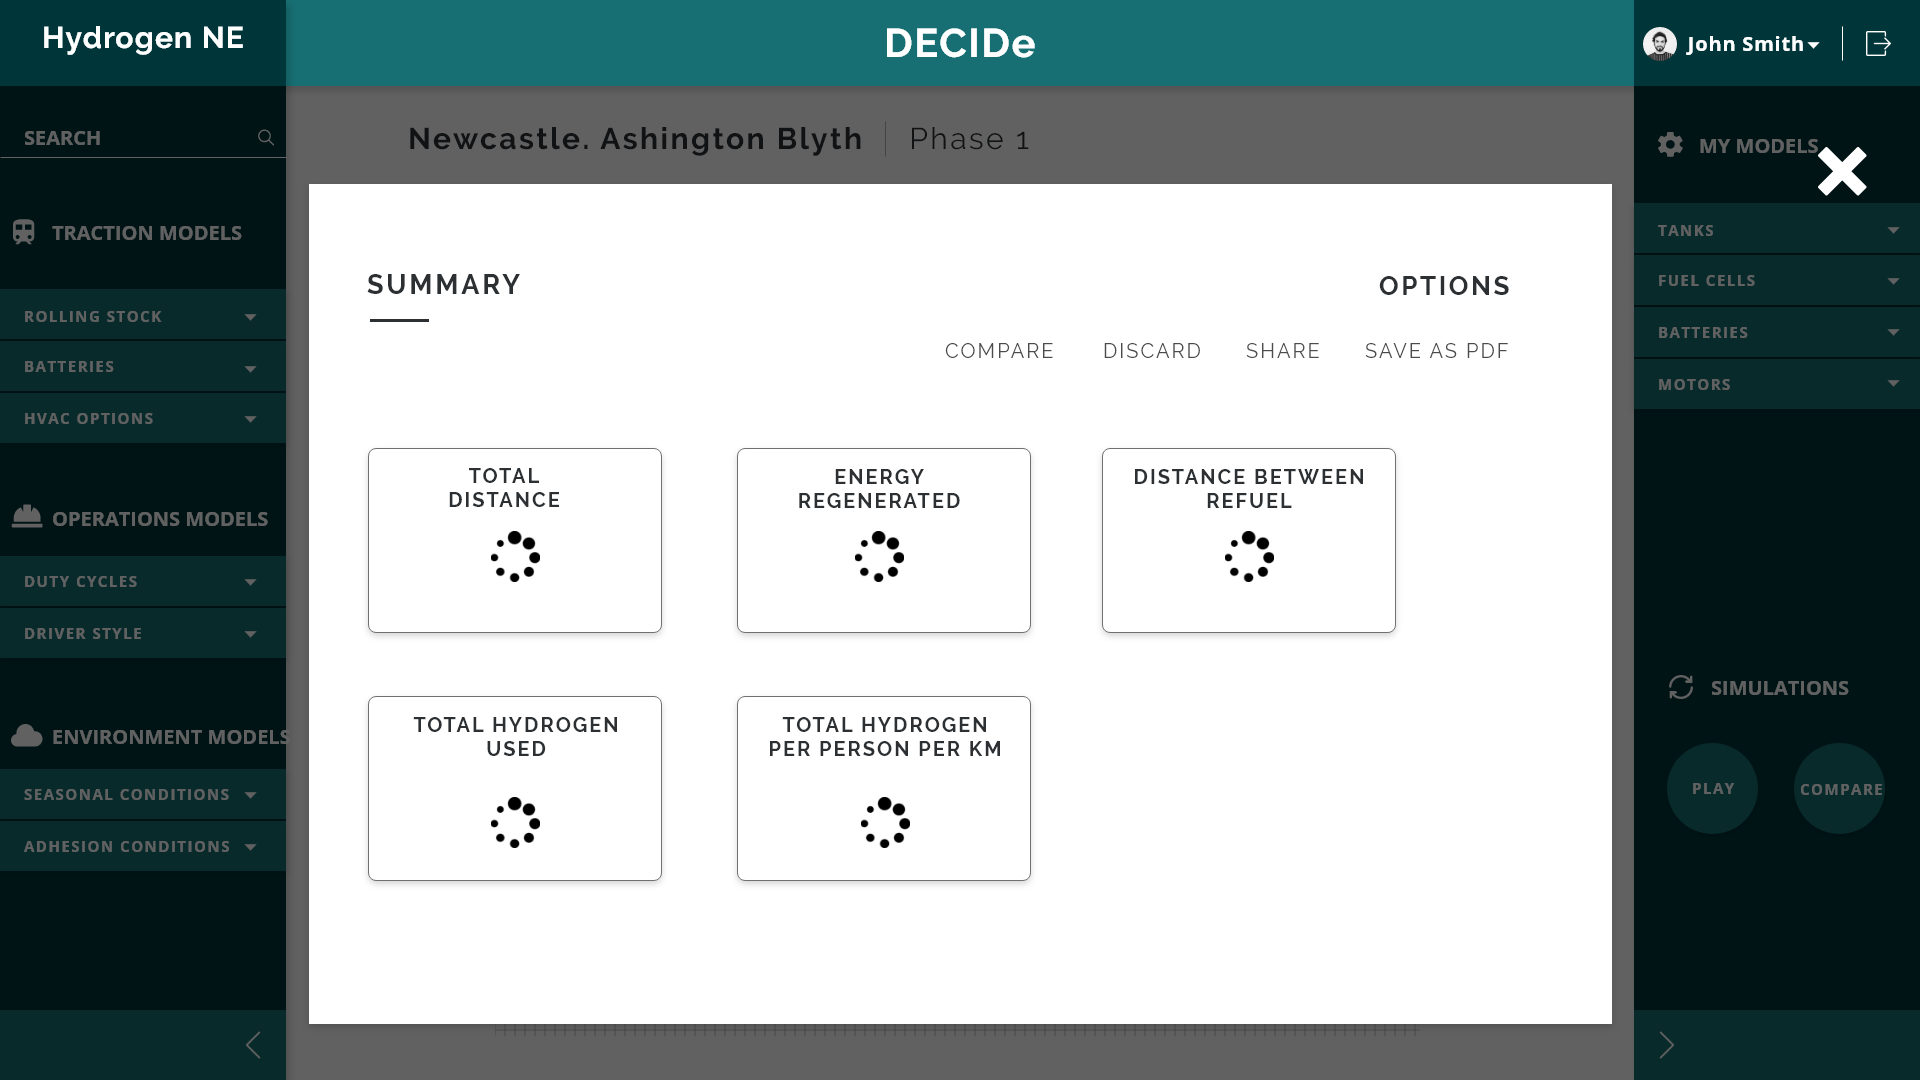 Hydrogen NE
DECIDe
John Smith
SEARCH
TRACTION MODELS
ROLLING STOCK
BATTERIES
HVAC OPTIONS
OPERATIONS MODELS
DUTY CYCLES
DRIVER STYLE
ENVIRONMENT MODELS
SEASONAL CONDITIONS
ADHESION CONDITIONS
Newcastle. Ashington Blyth
Phase 1
SUMMARY
OPTIONS
COMPARE
DISCARD
SHARE
SAVE AS PDF
TOTAL
DISTANCE
ENERGY
REGENERATED
DISTANCE BETWEEN
REFUEL
TOTAL HYDROGEN
USED
TOTAL HYDROGEN
PER PERSON PER KM
MY MODELS
TANKS
FUEL CELLS
BATTERIES
MOTORS
SIMULATIONS
PLAY
COMPARE